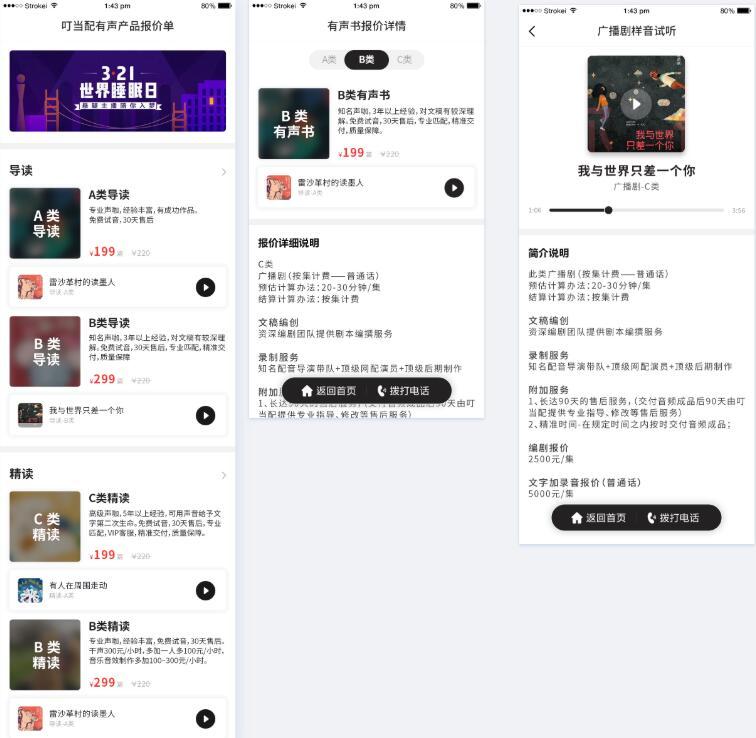 Strokei
1:43 pm
80%
叮当配有声产品报价单
3·21
世界睡眠日
导读
A 类
导读
A类导读
专业声咖,经验丰富,有成功作品。
免费试音,30天售后
¥199 ¥220
雷沙革村的读墨人
导读-A类
B 类
导读
B类导读
知名声咖,3年以上经验,对文稿有较深理
解。免费试音,30天售后,专业匹配,精准交
付,质量保障
¥299 ¥220
我与世界只差一个你
导读-B类
精读
C 类
精读
C类精读
高级声咖,5年以上经验,可用声音给予文
字第二次生命。免费试音,30天售后,专业
匹配,VIP客服,精准交付,质量保障。
¥199 ¥220
有人在周围走动
精读-A类
B 类
精读
B类精读
专业声咖,经验丰富,免费试音,30天售后,
干声300元/小时,多加一人多100元/小时,
音乐音效制作多加100-300元/小时。
¥299 ¥220
雷沙革村的读墨人
导读-A类
Strokei
1:43 pm
80%
有声书报价详情
A类 B类 C类
B 类
有声书
B类有声书
知名声咖,3年以上经验,对文稿有较深理
解。免费试音,30天售后,专业匹配,精准交
付,质量保障。
¥199 ¥220
雷沙革村的读墨人
导读-A类
报价详细说明
C类
广播剧(按集计费——普通话)
预估计算办法:20-30分钟/集
结算计算办法:按集计费
文稿编创
资深编剧团队提供剧本编撰服务
录制服务
知名配音导演带队+顶级网配演员+顶级后期制作
附加
返回首页 拨打电话
1、长达90天的售后服务,(交付音频成品后90天由叮
当配提供专业指导、修改等售后服务)
Strokei
1:43 pm
80%
广播剧样音试听
我与世界
只差一个你
我与世界只差一个你
广播剧-C类
1:06 3:56
简介说明
此类广播剧(按集计费——普通话)
预估计算办法:20-30分钟/集
结算计算办法:按集计费
文稿编创
资深编剧团队提供剧本编撰服务
录制服务
知名配音导演带队+顶级网配演员+顶级后期制作
附加服务
1、长达90天的售后服务,(交付音频成品后90天由叮
当配提供专业指导、修改等售后服务)
2、精准时间-在规定时间之内按时交付音频成品;
编剧报价
2500元/集
文字加录音报价(普通话)
5000元/集
返回首页 拨打电话